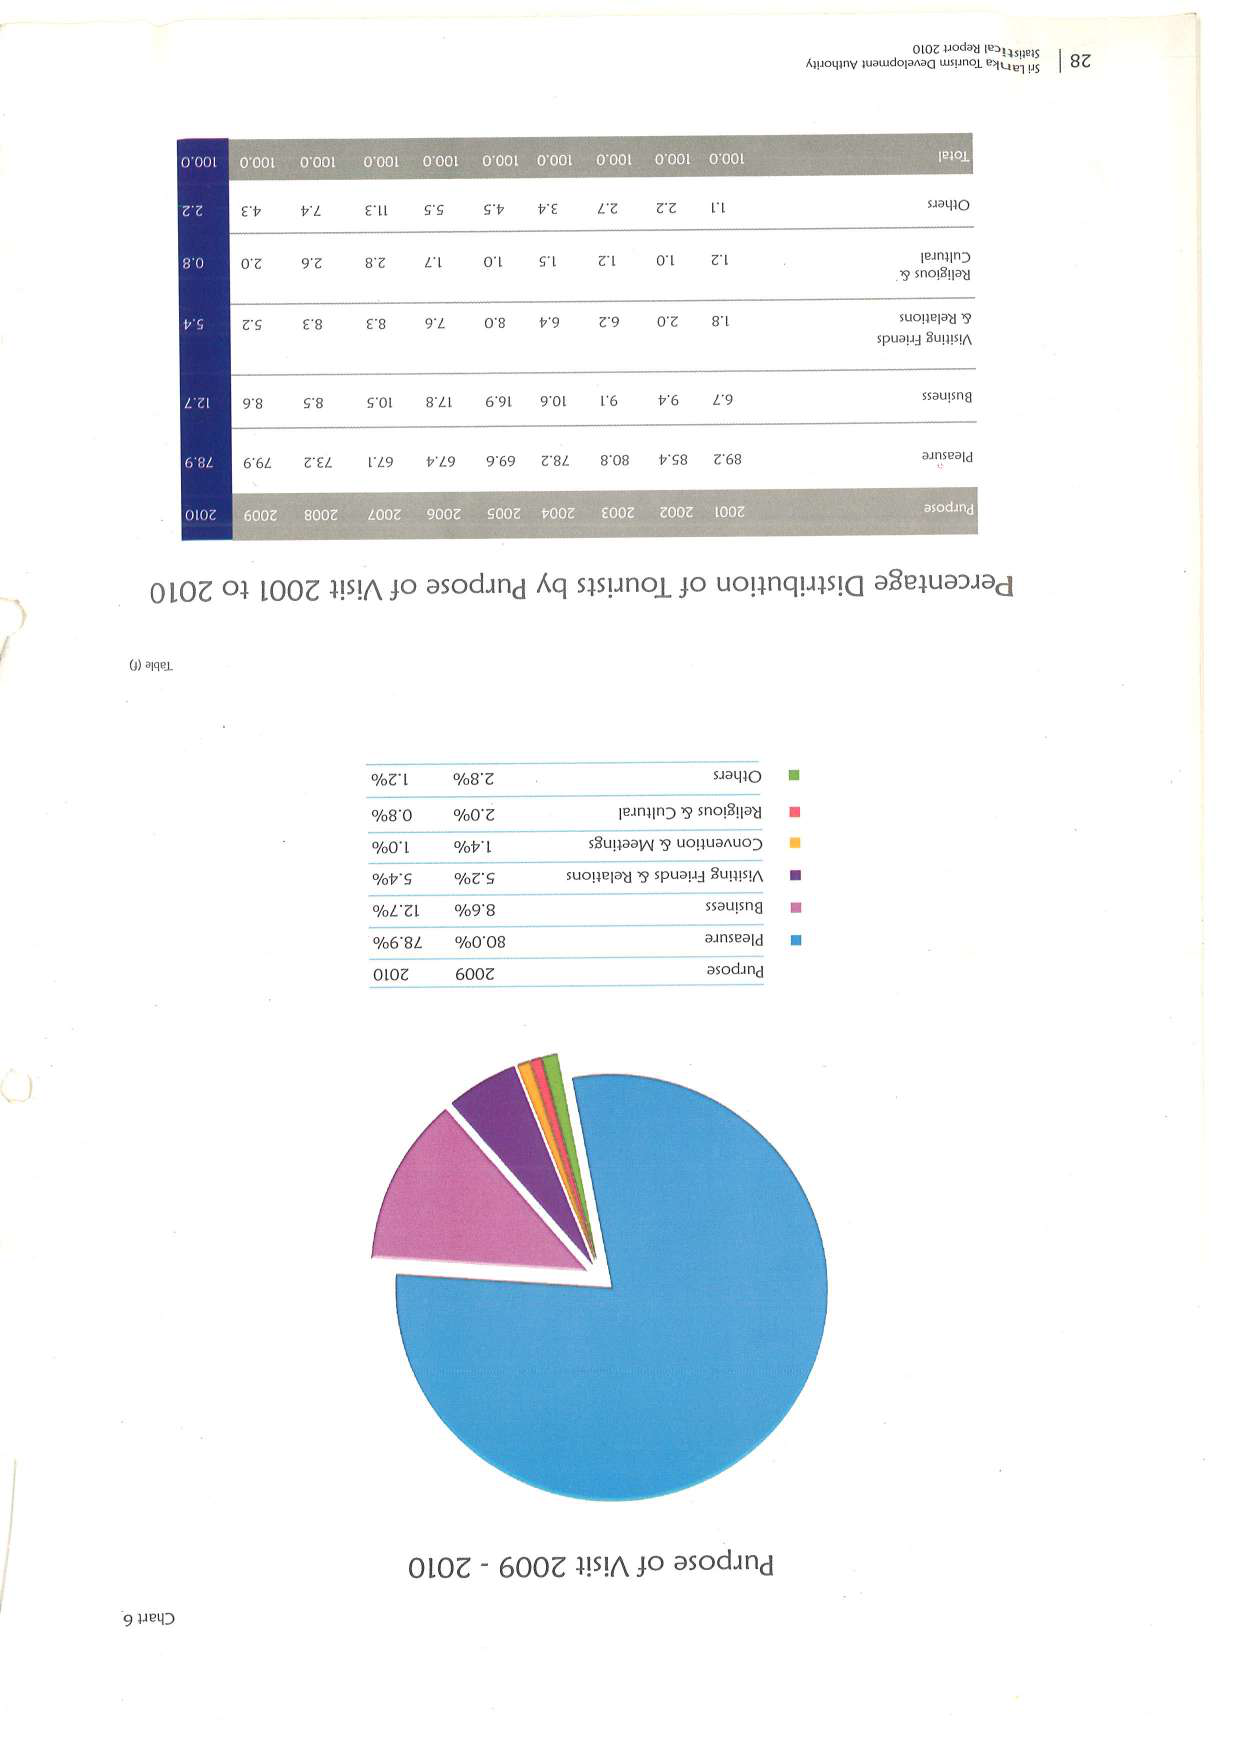 Chart 6
Purpose of Visit 2009 - 2010
Purpose 2009 2010
Pleasure 80.0% 78.9%
Business 8.6% 12.7%
Visiting Friends & Relations 5.2% 5.4%
Convention & Meetings 1.4% 1.0%
Religious & Cultural 2.0% 0.8%
Others 2.8% 1.2%
Table (f)
Percentage Distribution of Tourists by Purpose of Visit 2001 to 2010
Purpose 2001 2002 2003 2004 2005 2006 2007 2008 2009 2010
Pleasure 89.2 85.4 80.8 78.2 69.6 67.4 67.1 73.2 79.9 78.9
Business 6.7 9.4 9.1 10.6 16.9 17.8 10.5 8.5 8.6 12.7
Visiting Friends
& Relations 1.8 2.0 6.2 6.4 8.0 7.6 8.3 8.3 5.2 5.4
Religious &
Cultural 1.2 1.0 1.2 1.5 1.0 1.7 2.8 2.6 2.0 0.8
Others 1.1 2.2 2.7 3.4 4.5 5.5 11.3 7.4 4.3 2.2
Total 100.0 100.0 100.0 100.0 100.0 100.0 100.0 100.0 100.0 100.0
28 | Sri Lanka Tourism Development Authority
Statistical Report 2010